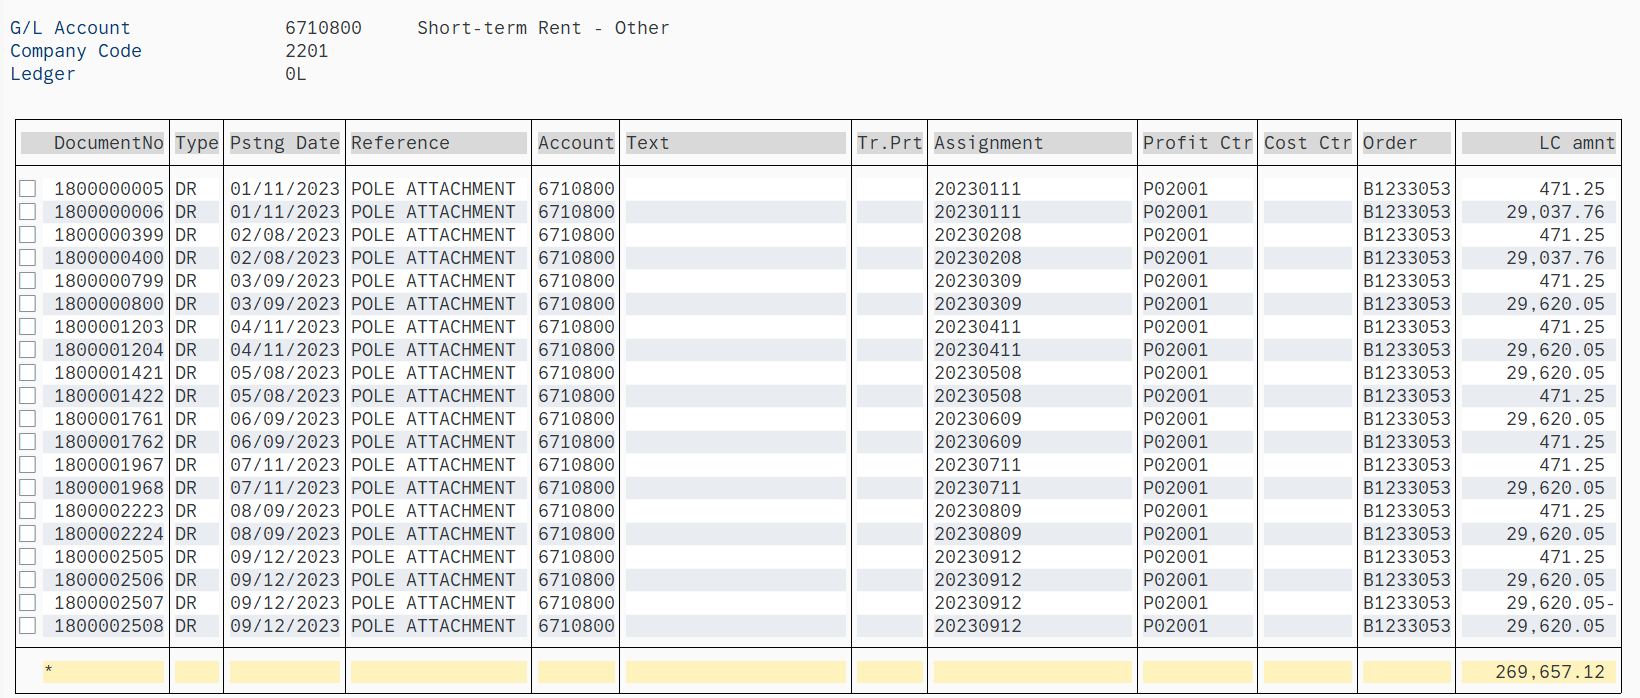 G/L Account 6710800 Short-term Rent - Other
Company Code 2201
Ledger 0L
DocumentNo Type Pstng Date Reference Account Text Tr.Prt Assignment Profit Ctr Cost Ctr Order LC amnt
1800000005 DR 01/11/2023 POLE ATTACHMENT 6710800 20230111 P02001 B1233053 471.25
1800000006 DR 01/11/2023 POLE ATTACHMENT 6710800 20230111 P02001 B1233053 29,037.76
1800000399 DR 02/08/2023 POLE ATTACHMENT 6710800 20230208 P02001 B1233053 471.25
1800000400 DR 02/08/2023 POLE ATTACHMENT 6710800 20230208 P02001 B1233053 29,037.76
1800000799 DR 03/09/2023 POLE ATTACHMENT 6710800 20230309 P02001 B1233053 471.25
1800000800 DR 03/09/2023 POLE ATTACHMENT 6710800 20230309 P02001 B1233053 29,620.05
1800001203 DR 04/11/2023 POLE ATTACHMENT 6710800 20230411 P02001 B1233053 471.25
1800001204 DR 04/11/2023 POLE ATTACHMENT 6710800 20230411 P02001 B1233053 29,620.05
1800001421 DR 05/08/2023 POLE ATTACHMENT 6710800 20230508 P02001 B1233053 29,620.05
1800001422 DR 05/08/2023 POLE ATTACHMENT 6710800 20230508 P02001 B1233053 471.25
1800001761 DR 06/09/2023 POLE ATTACHMENT 6710800 20230609 P02001 B1233053 29,620.05
1800001762 DR 06/09/2023 POLE ATTACHMENT 6710800 20230609 P02001 B1233053 471.25
1800001967 DR 07/11/2023 POLE ATTACHMENT 6710800 20230711 P02001 B1233053 471.25
1800001968 DR 07/11/2023 POLE ATTACHMENT 6710800 20230711 P02001 B1233053 29,620.05
1800002223 DR 08/09/2023 POLE ATTACHMENT 6710800 20230809 P02001 B1233053 471.25
1800002224 DR 08/09/2023 POLE ATTACHMENT 6710800 20230809 P02001 B1233053 29,620.05
1800002505 DR 09/12/2023 POLE ATTACHMENT 6710800 20230912 P02001 B1233053 471.25
1800002506 DR 09/12/2023 POLE ATTACHMENT 6710800 20230912 P02001 B1233053 29,620.05
1800002507 DR 09/12/2023 POLE ATTACHMENT 6710800 20230912 P02001 B1233053 29,620.05-
1800002508 DR 09/12/2023 POLE ATTACHMENT 6710800 20230912 P02001 B1233053 29,620.05
* 269,657.12